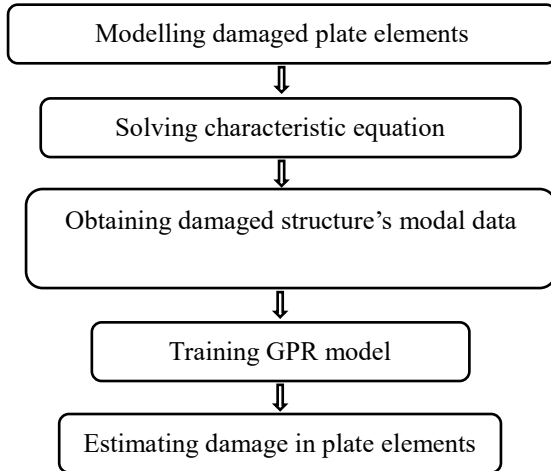 Modelling damaged plate elements
Solving characteristic equation
Obtaining damaged structure’s modal data
Training GPR model
Estimating damage in plate elements